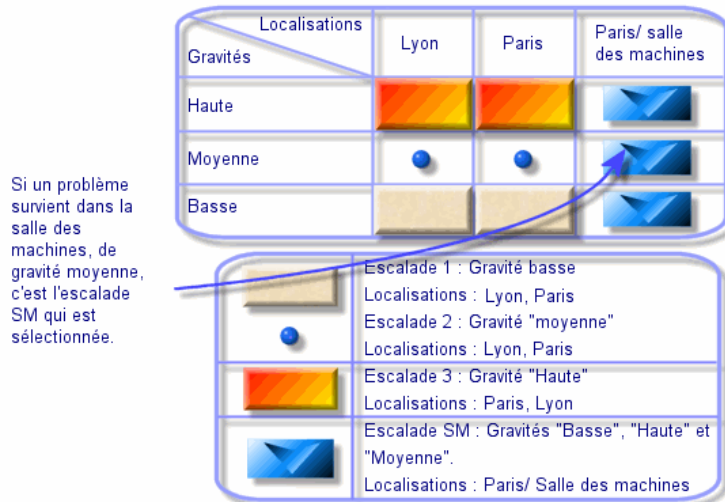 Localisations
Gravités
Lyon
Paris
Paris/ salle
des machines
Haute
Moyenne
Basse
Si un problème
survient dans la
salle des
machines, de
gravité moyenne,
c'est l'escalade
SM qui est
sélectionnée.
Escalade 1 : Gravité basse
Localisations : Lyon, Paris
Escalade 2 : Gravité "moyenne"
Localisations : Lyon, Paris
Escalade 3 : Gravité "Haute"
Localisations : Paris, Lyon
Escalade SM : Gravités "Basse", "Haute" et
"Moyenne".
Localisations : Paris/ Salle des machines